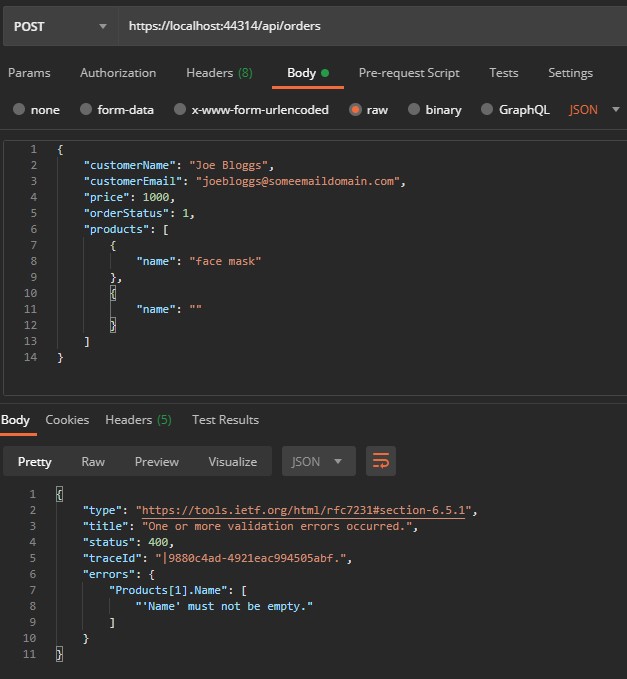 POST https://localhost:44314/api/orders
Params Authorization Headers (8) Body Pre-request Script Tests Settings
none form-data x-www-form-urlencoded raw binary GraphQL JSON
1 {
2 "customerName": "Joe Bloggs",
3 "customerEmail": "joebloggs@someemaildomain.com",
4 "price": 1000,
5 "orderStatus": 1,
6 "products": [
7 {
8 "name": "face mask"
9 },
10 {
11 "name": ""
12 }
13 ]
14 }
Body Cookies Headers (5) Test Results
Pretty Raw Preview Visualize JSON
1 {
2 "type": "https://tools.ietf.org/html/rfc7231#section-6.5.1",
3 "title": "One or more validation errors occurred.",
4 "status": 400,
5 "traceId": "|9880c4ad-4921eac994505abf.",
6 "errors": {
7 "Products[1].Name": [
8 "'Name' must not be empty."
9 ]
10 }
11 }